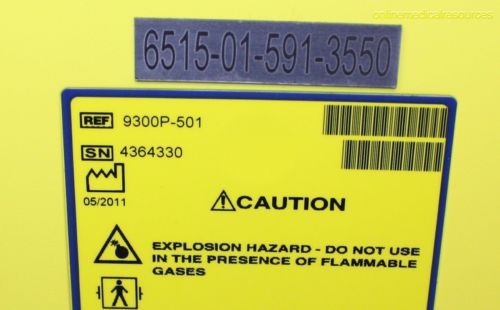 onlinemedicalresources
6515-01-591-3550
REF 9300P-501
SN 4364330
05/2011
CAUTION
EXPLOSION HAZARD - DO NOT USE
IN THE PRESENCE OF FLAMMABLE
GASES